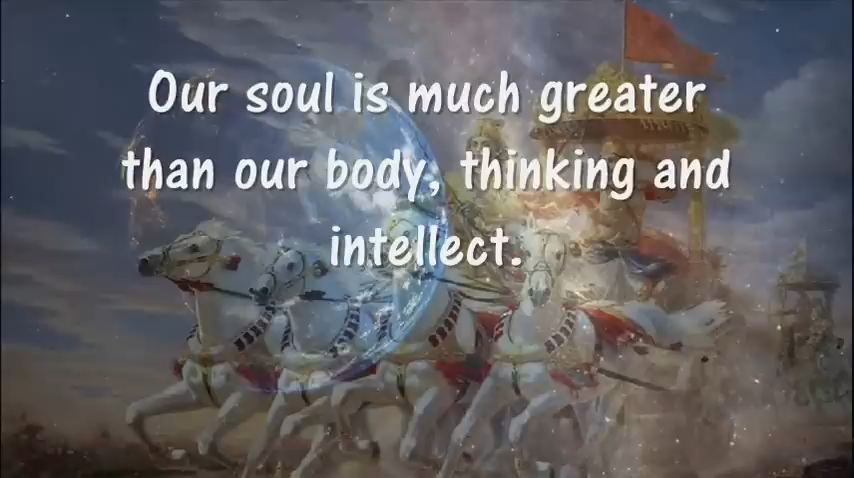 Our soul is much greater
than our body, thinking and
intellect.